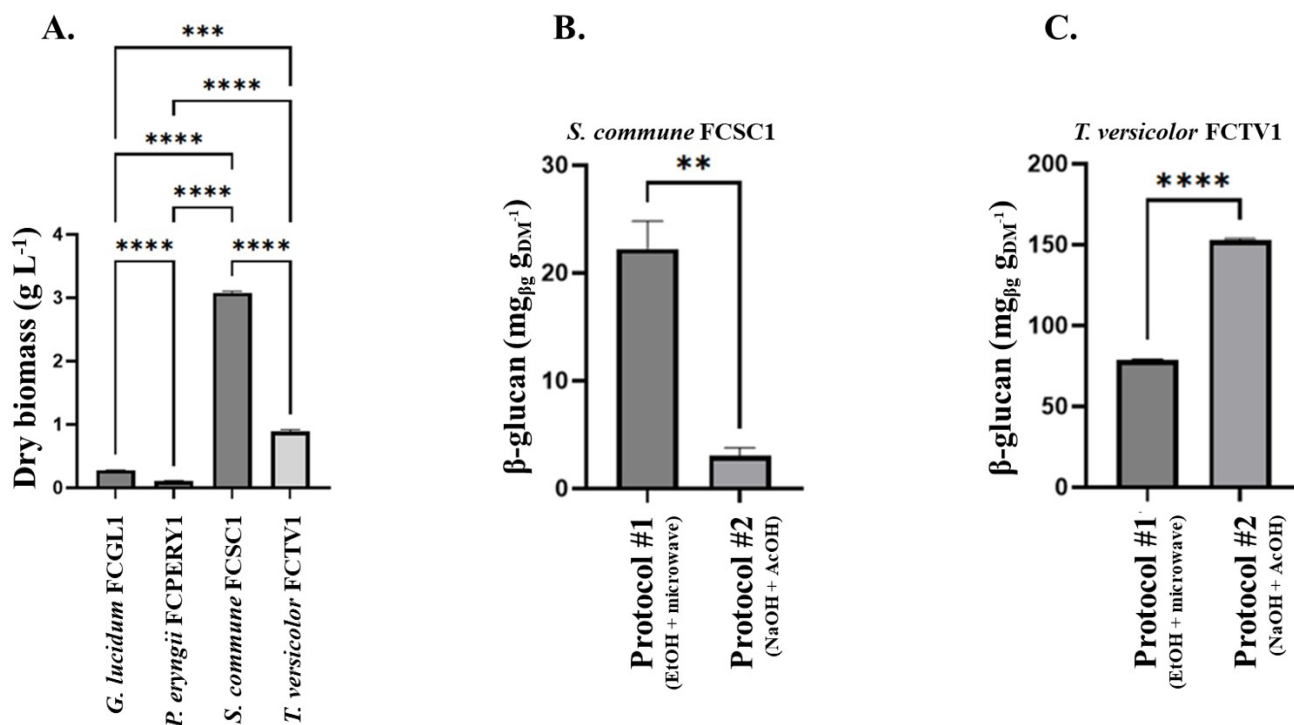 A.
***
****
****
****
****
****
Dry biomass (g L⁻¹)
4
3
2
1
0
G. lucidum FCGL1
P. eryngii FCPERY1
S. commune FCSC1
T. versicolor FCTV1
B.
S. commune FCSC1
**
β-glucan (mgβg gDM⁻¹)
30
20
10
0
Protocol #1
(EtOH + microwave)
Protocol #2
(NaOH + AcOH)
C.
T. versicolor FCTV1
****
β-glucan (mgβg gDM⁻¹)
200
150
100
50
0
Protocol #1
(EtOH + microwave)
Protocol #2
(NaOH + AcOH)